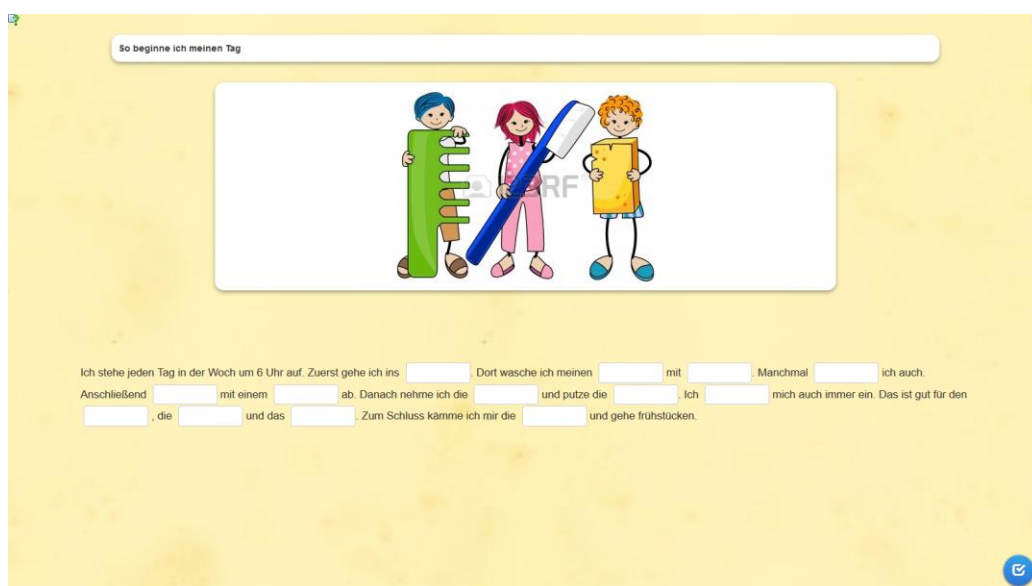 So beginne ich meinen Tag
RF
Ich stehe jeden Tag in der Woch um 6 Uhr auf. Zuerst gehe ich ins . Dort wasche ich meinen mit . Manchmal ich auch.
Anschließend mit einem ab. Danach nehme ich die und putze die . Ich mich auch immer ein. Das ist gut für den
, die und das . Zum Schluss kämme ich mir die und gehe frühstücken.